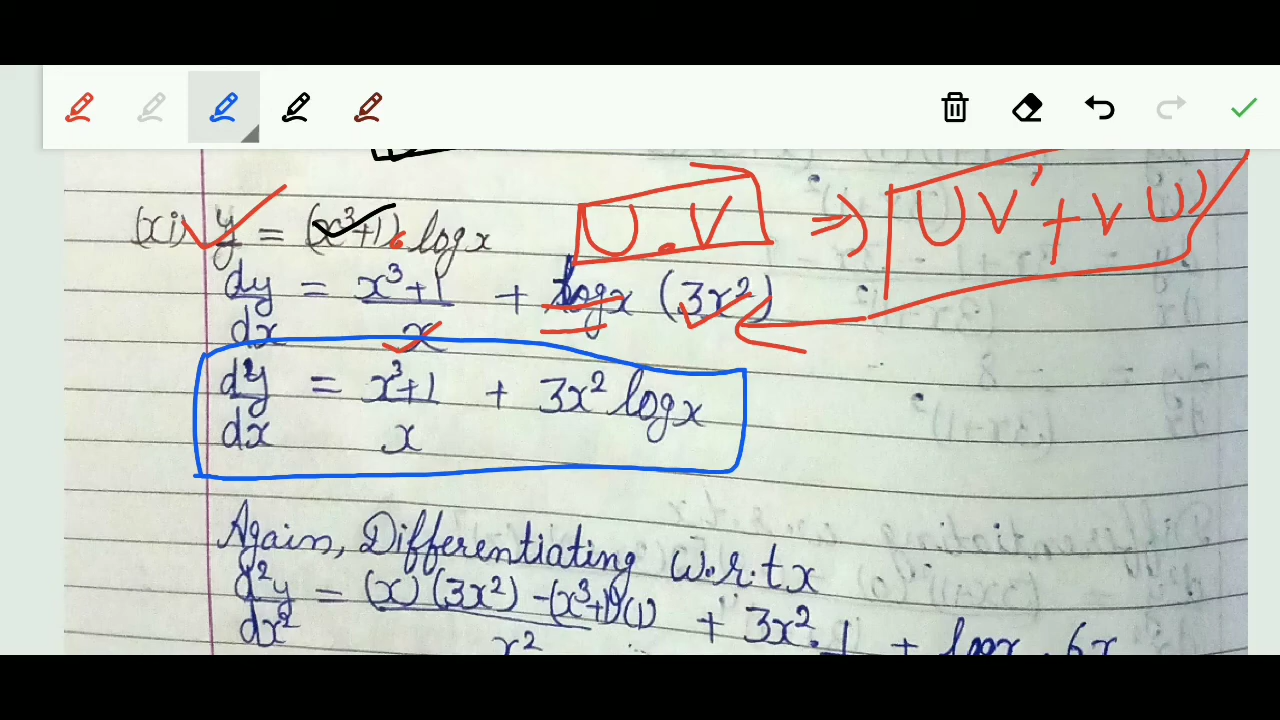 (xi) y = (x³+1). log x U . V ⇒) UV' + V U)
dy/dx = x³+1/x + log x (3x²)
dy/dx = x³+1/x + 3x² log x
Again, Differentiating w.r.t x
d²y/dx² = (x)(3x²) - (x³+1)(1)/x² + 3x². 1 + log x . 6x